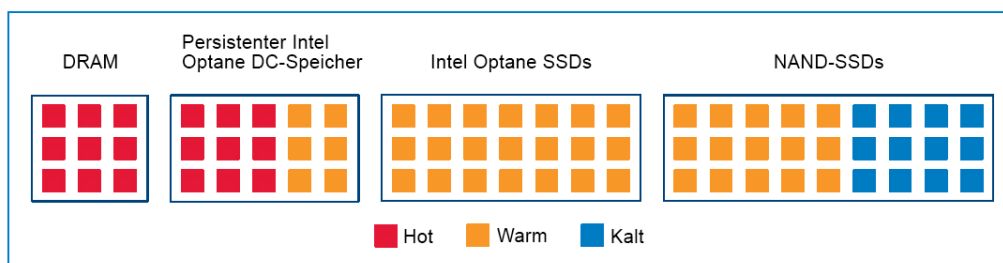 DRAM
Persistenter Intel
Optane DC-Speicher
Intel Optane SSDs
NAND-SSDs
Hot
Warm
Kalt